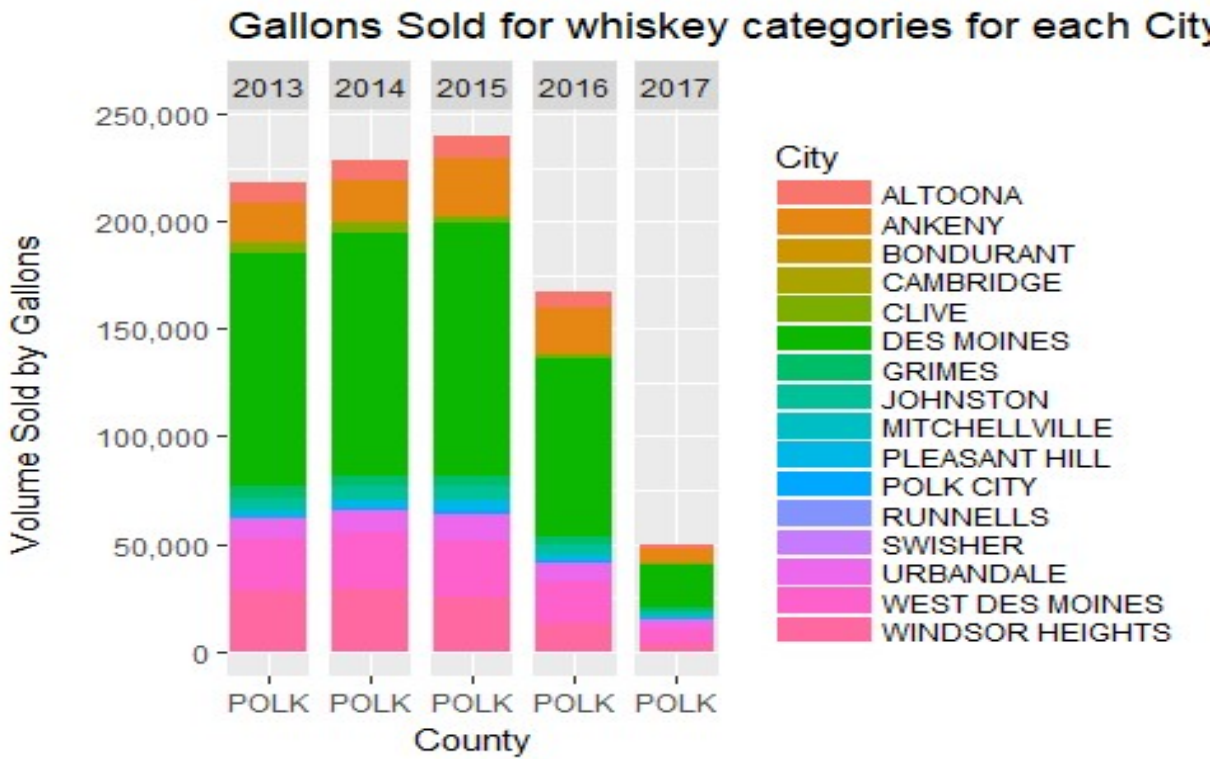 Gallons Sold for whiskey categories for each City
2013 2014 2015 2016 2017
250,000
200,000
150,000
100,000
50,000
0
Volume Sold by Gallons
POLK POLK POLK POLK POLK
County
City
ALTOONA
ANKENY
BONDURANT
CAMBRIDGE
CLIVE
DES MOINES
GRIMES
JOHNSTON
MITCHELLVILLE
PLEASANT HILL
POLK CITY
RUNNELLS
SWISHER
URBANDALE
WEST DES MOINES
WINDSOR HEIGHTS